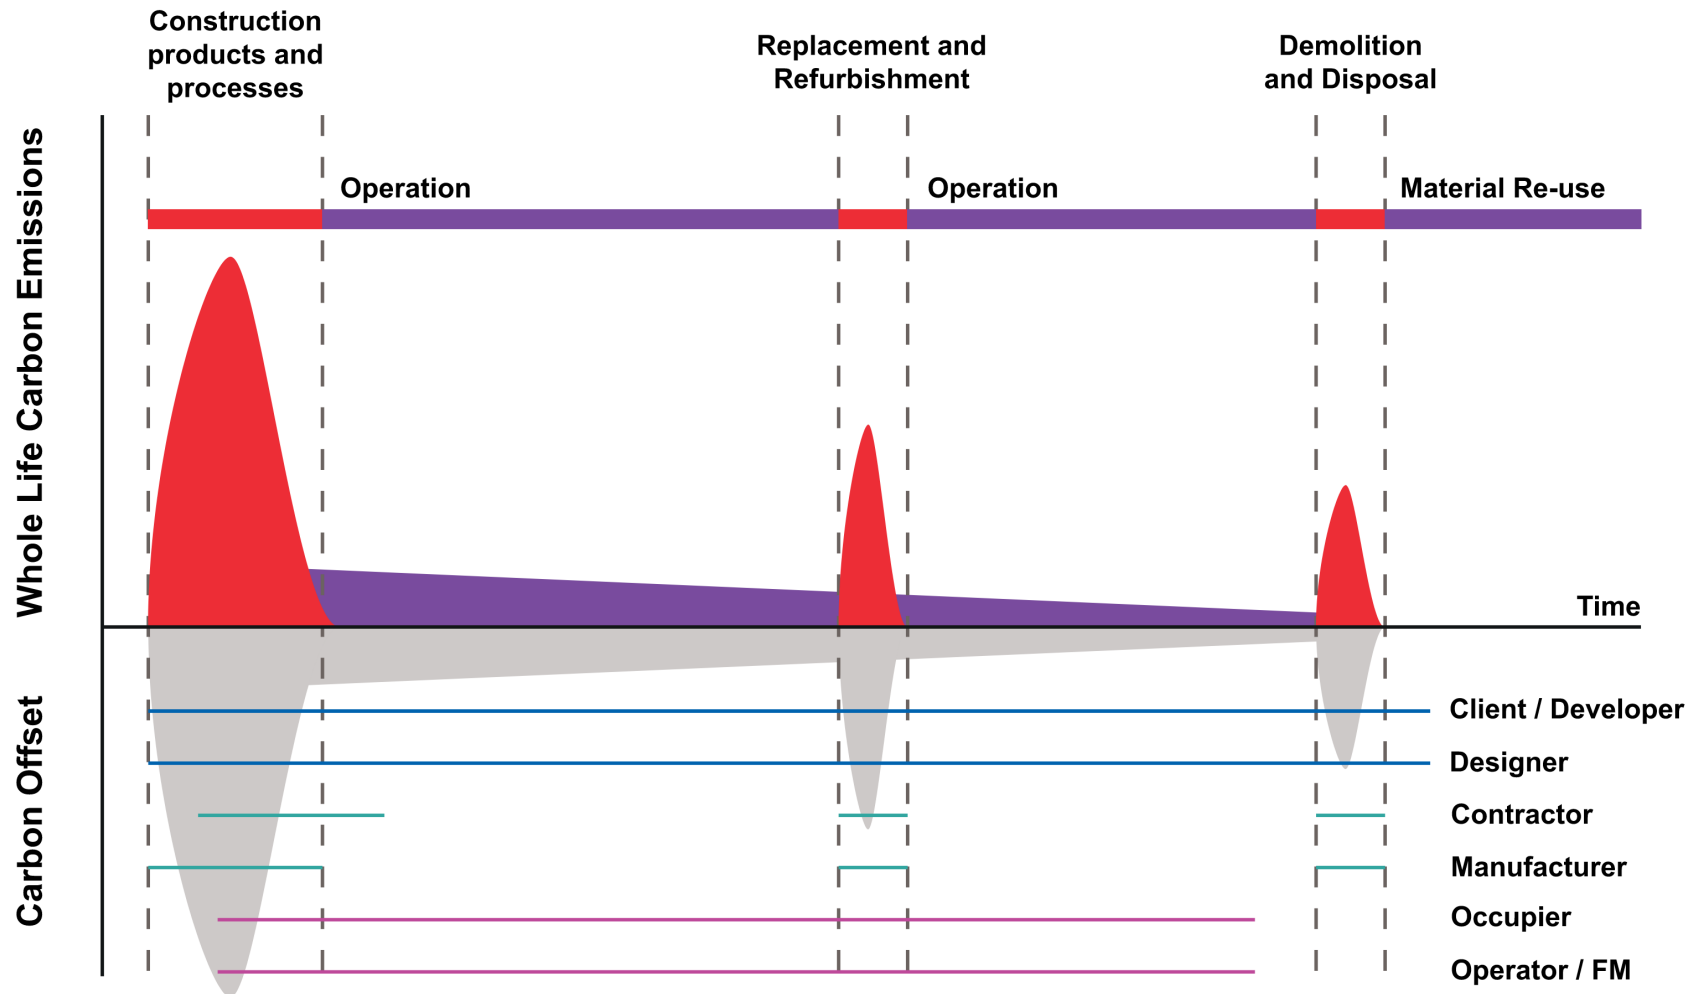 Construction
products and
processes
Replacement and
Refurbishment
Demolition
and Disposal
Whole Life Carbon Emissions
Operation
Operation
Material Re-use
Time
Carbon Offset
Client / Developer
Designer
Contractor
Manufacturer
Occupier
Operator / FM